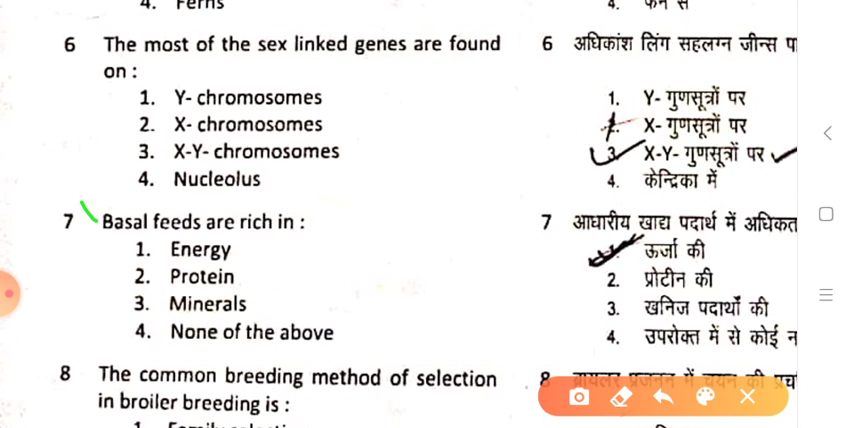 4. Ferns
6 The most of the sex linked genes are found
on :
1. Y- chromosomes
2. X- chromosomes
3. X-Y- chromosomes
4. Nucleolus
7 Basal feeds are rich in :
1. Energy
2. Protein
3. Minerals
4. None of the above
8 The common breeding method of selection
in broiler breeding is :
4.
6 अधिकांश लिंग सहलग्न जीन्स
1. Y- गुणसूत्रों पर
X- गुणसूत्रों पर
3. X-Y- गुणसूत्रों पर
4. केन्द्रिका में
7 आधारीय खाद्य पदार्थ में
ऊर्जा की
2. प्रोटीन की
3. खनिज पदार्थों की
4. उपरोक्त में से कोई
8